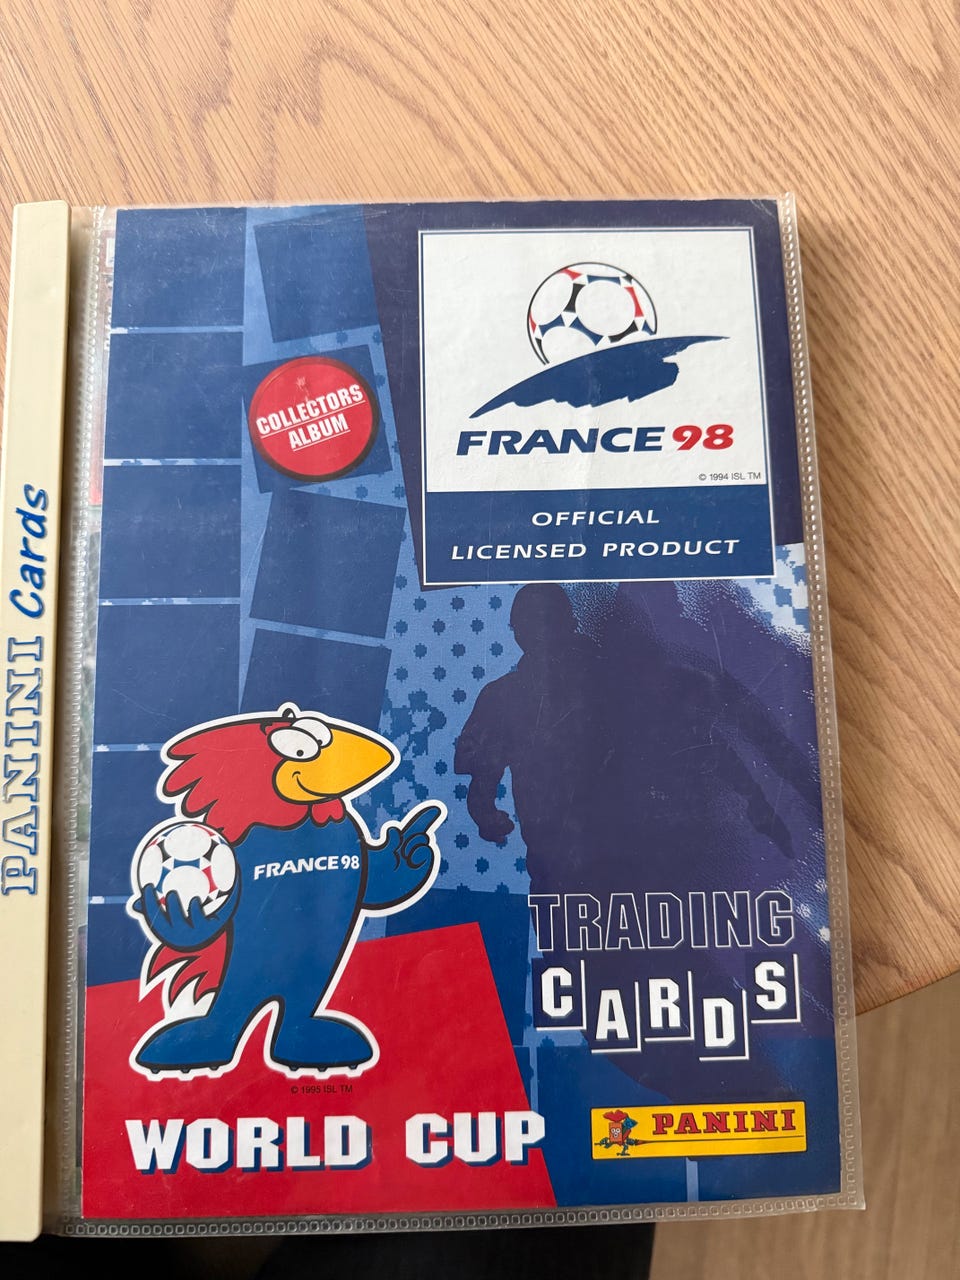 PANINI Cards
COLLECTORS
ALBUM
FRANCE 98
© 1994 ISL TM
OFFICIAL
LICENSED PRODUCT
FRANCE 98
© 1995 ISL TM
TRADING
CARDS
WORLD CUP
PANINI